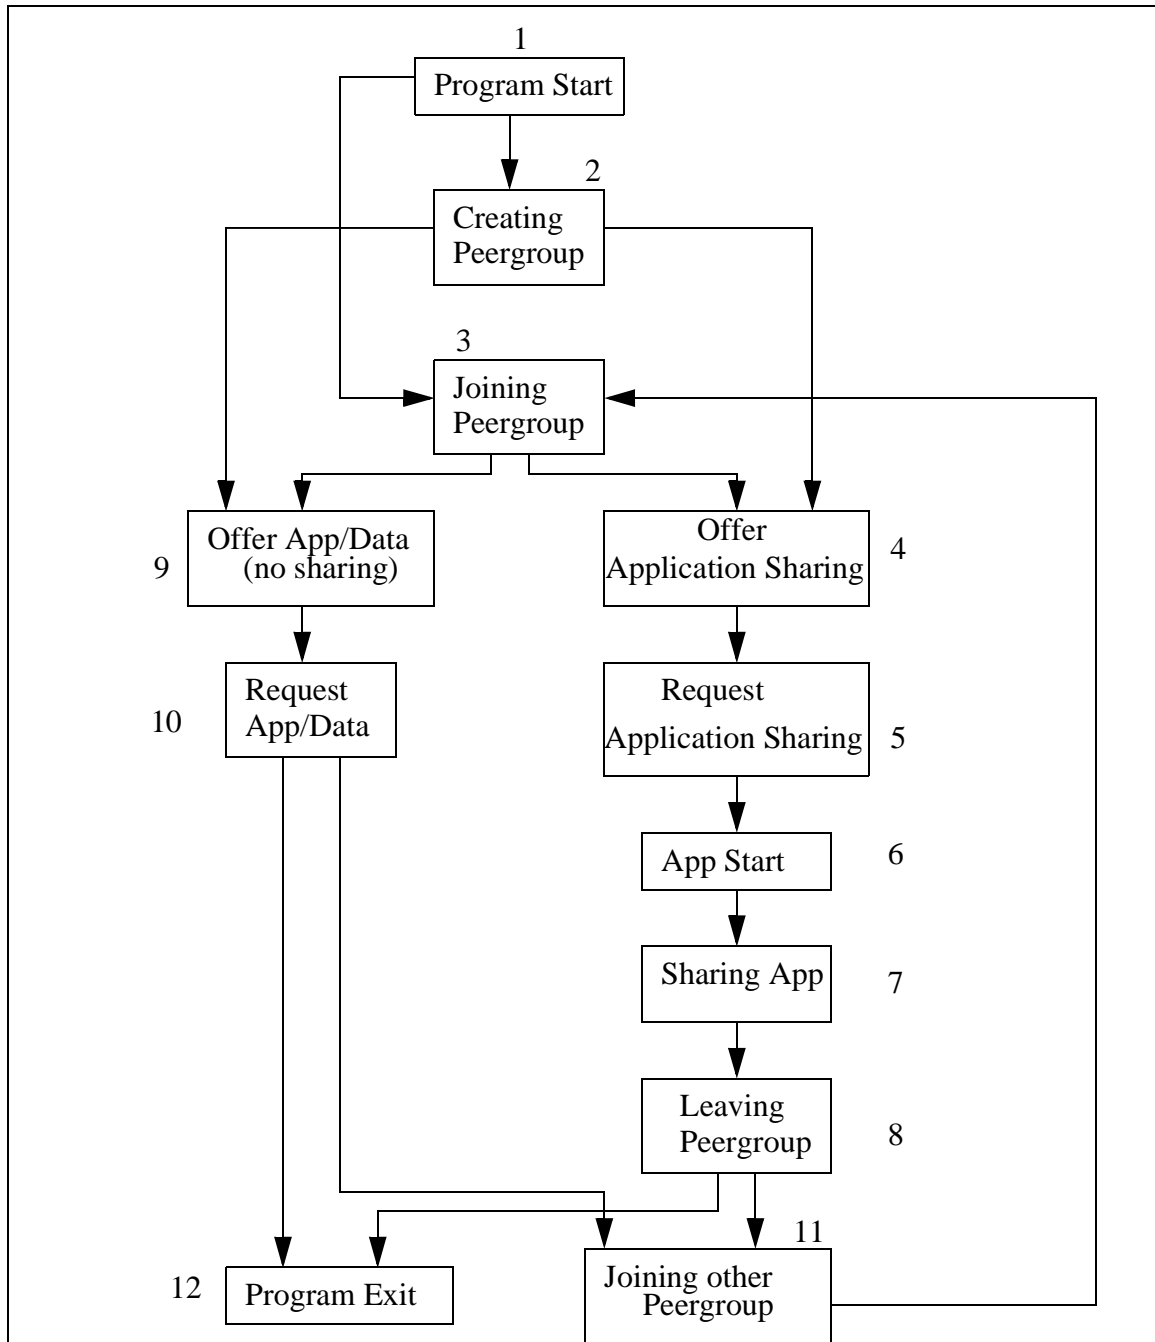 1
Program Start
2
Creating
Peergroup
3
Joining
Peergroup
Offer App/Data
(no sharing)
9
Offer
Application Sharing
4
Request
App/Data
10
Request
Application Sharing
5
App Start
6
Sharing App
7
Leaving
Peergroup
8
11
Joining other
Peergroup
12
Program Exit